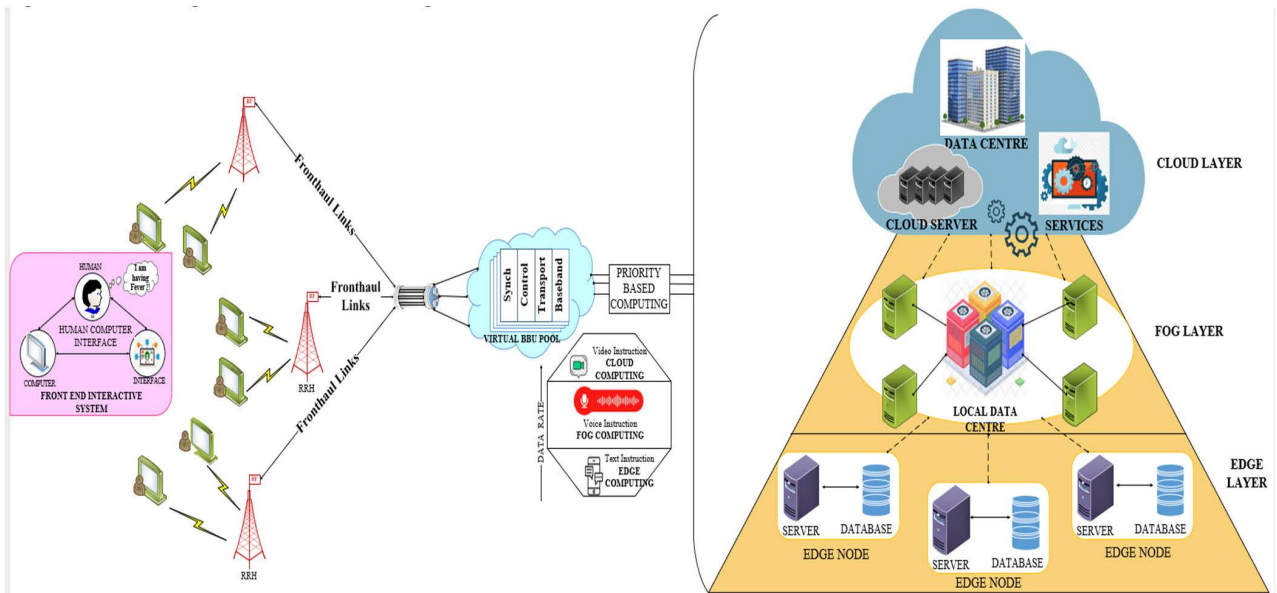 HUMAN
I am
having
Fever !!
HUMAN COMPUTER
INTERFACE
COMPUTER
INTERFACE
FRONT END INTERACTIVE
SYSTEM
RRH
RRH
Fronthaul Links
Fronthaul
Links
Fronthaul Links
Synch
Control
Transport
Baseband
VIRTUAL BBU POOL
PRIORITY
BASED
COMPUTING
DATA RATE
Video Instruction
CLOUD
COMPUTING
Voice Instruction
FOG COMPUTING
Text Instruction
EDGE
COMPUTING
DATA CENTRE
CLOUD SERVER
SERVICES
CLOUD LAYER
FOG LAYER
LOCAL DATA
CENTRE
EDGE
LAYER
SERVER
DATABASE
EDGE NODE
SERVER
DATABASE
EDGE NODE
SERVER
DATABASE
EDGE NODE